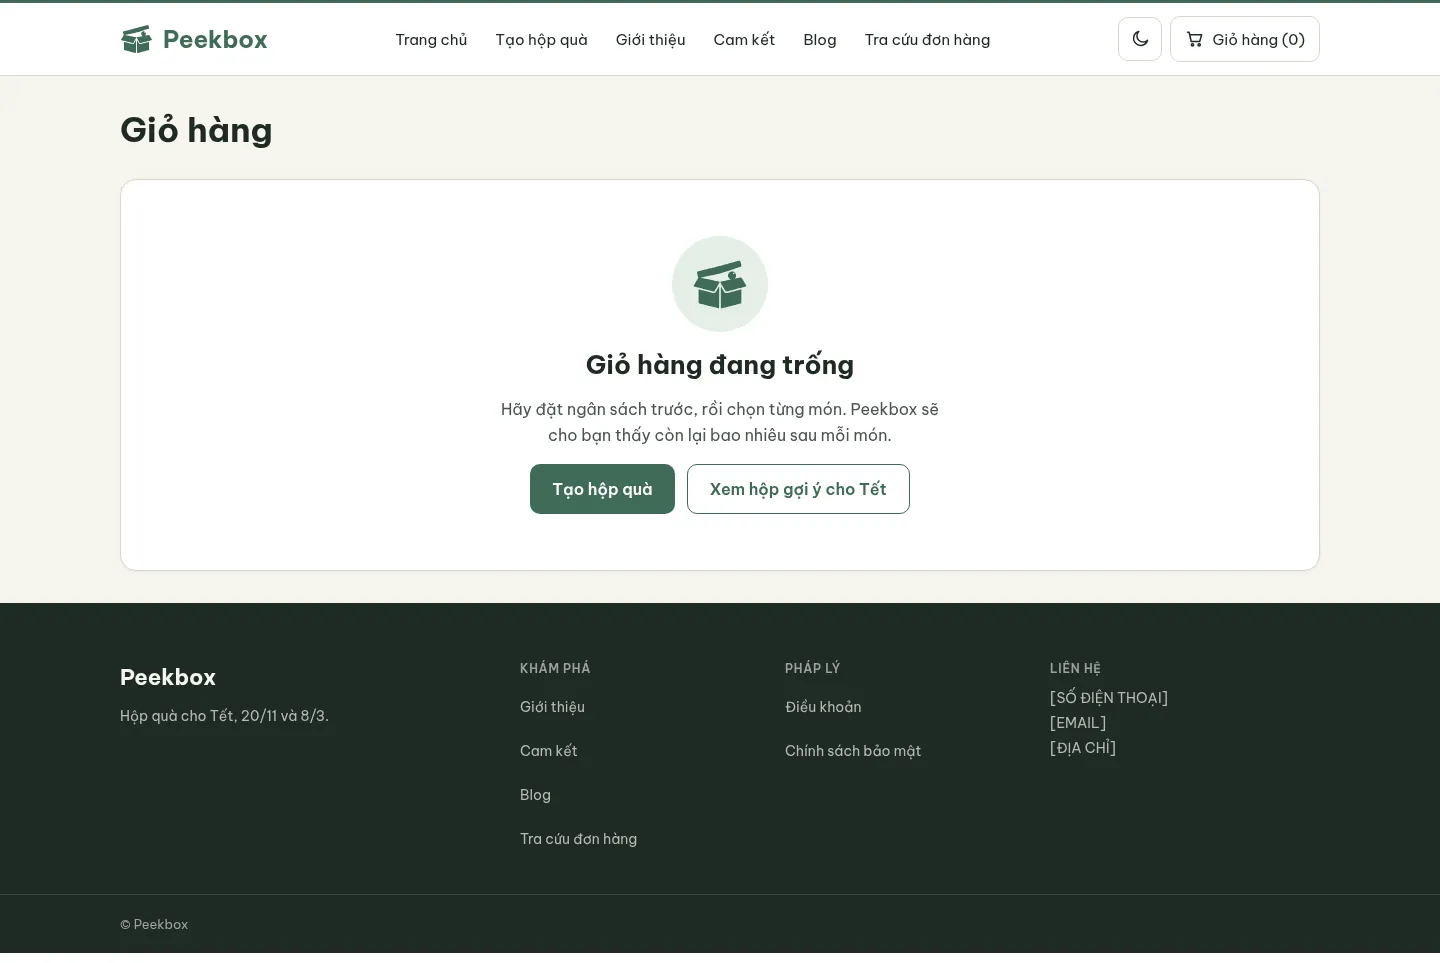 Peekbox
Trang chủ
Tạo hộp quà
Giới thiệu
Cam kết
Blog
Tra cứu đơn hàng
Giỏ hàng (0)
Giỏ hàng
Giỏ hàng đang trống
Hãy đặt ngân sách trước, rồi chọn từng món. Peekbox sẽ
cho bạn thấy còn lại bao nhiêu sau mỗi món.
Tạo hộp quà
Xem hộp gợi ý cho Tết
Peekbox
Hộp quà cho Tết, 20/11 và 8/3.
KHÁM PHÁ
Giới thiệu
Cam kết
Blog
Tra cứu đơn hàng
PHÁP LÝ
Điều khoản
Chính sách bảo mật
LIÊN HỆ
[SỐ ĐIỆN THOẠI]
[EMAIL]
[ĐỊA CHỈ]
© Peekbox